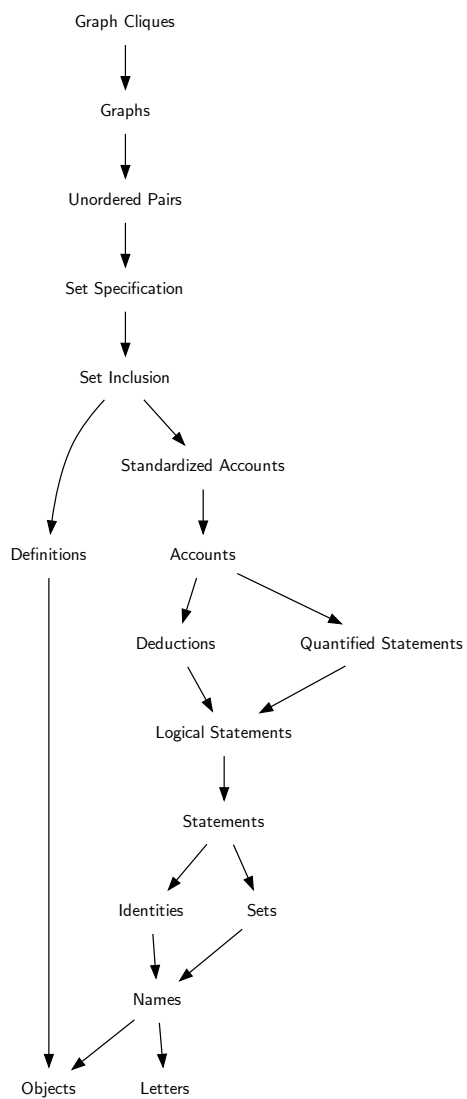 Graph Cliques
Graphs
Unordered Pairs
Set Specification
Set Inclusion
Standardized Accounts
Definitions
Accounts
Deductions
Quantified Statements
Logical Statements
Statements
Identities
Sets
Names
Objects
Letters